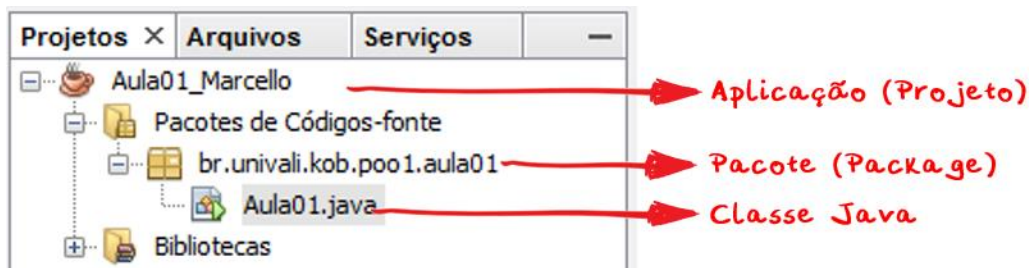 Projetos × Arquivos Serviços —
Aula01_Marcello
Aplicação (Projeto)
Pacotes de Códigos-fonte
br.univali.kob.poo1.aula01
Pacote (Package)
Aula01.java
Classe Java
Bibliotecas